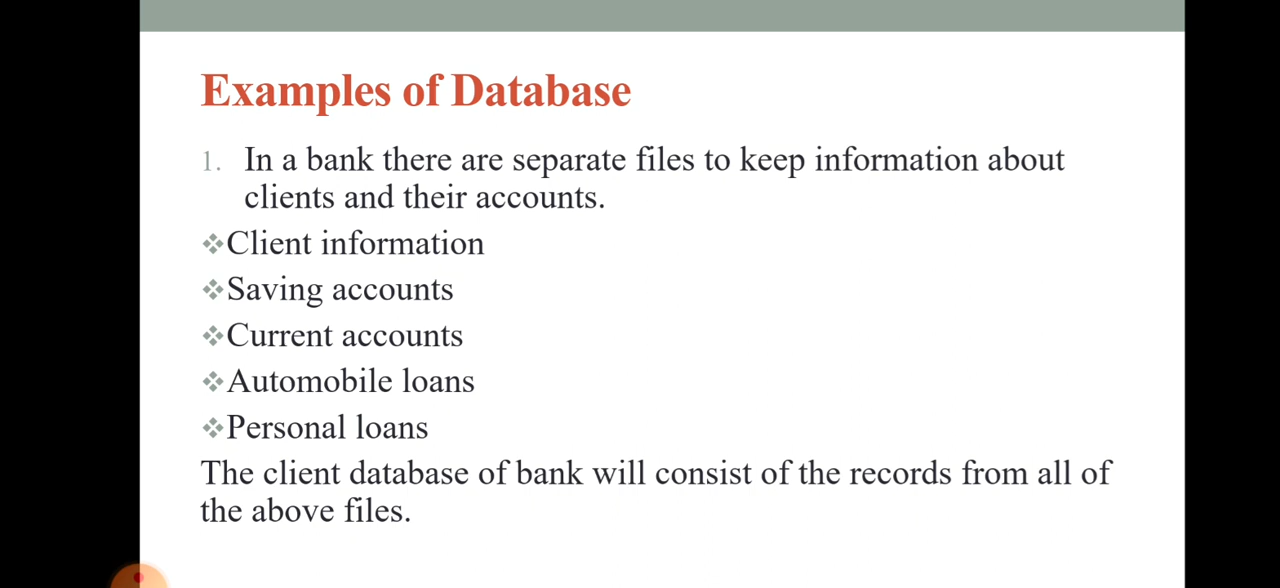 Examples of Database
1. In a bank there are separate files to keep information about
clients and their accounts.
❖Client information
❖Saving accounts
❖Current accounts
❖Automobile loans
❖Personal loans
The client database of bank will consist of the records from all of
the above files.